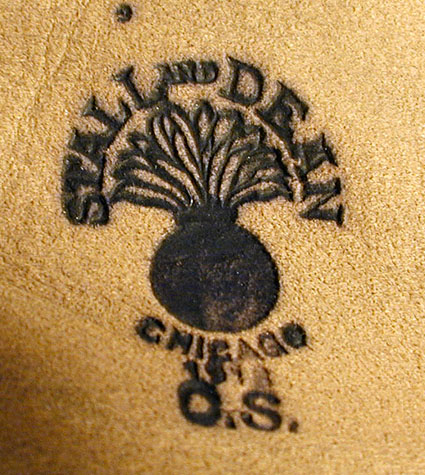 STALL AND DEAN
CHICAGO
O.S.